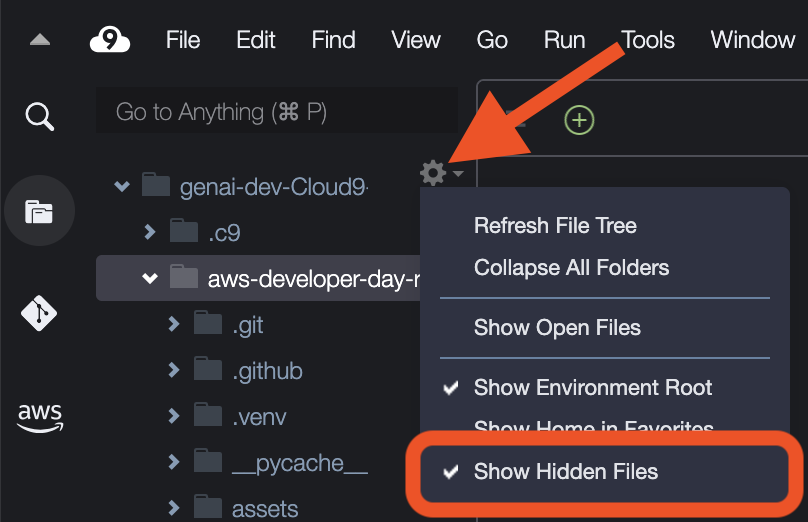 9 File Edit Find View Go Run Tools Window
Go to Anything (⌘ P)
genai-dev-Cloud9-
.c9
aws-developer-day-r
.git
.github
.venv
__pycache__
assets
aws
Refresh File Tree
Collapse All Folders
Show Open Files
Show Environment Root
Show Home in Favorites
Show Hidden Files